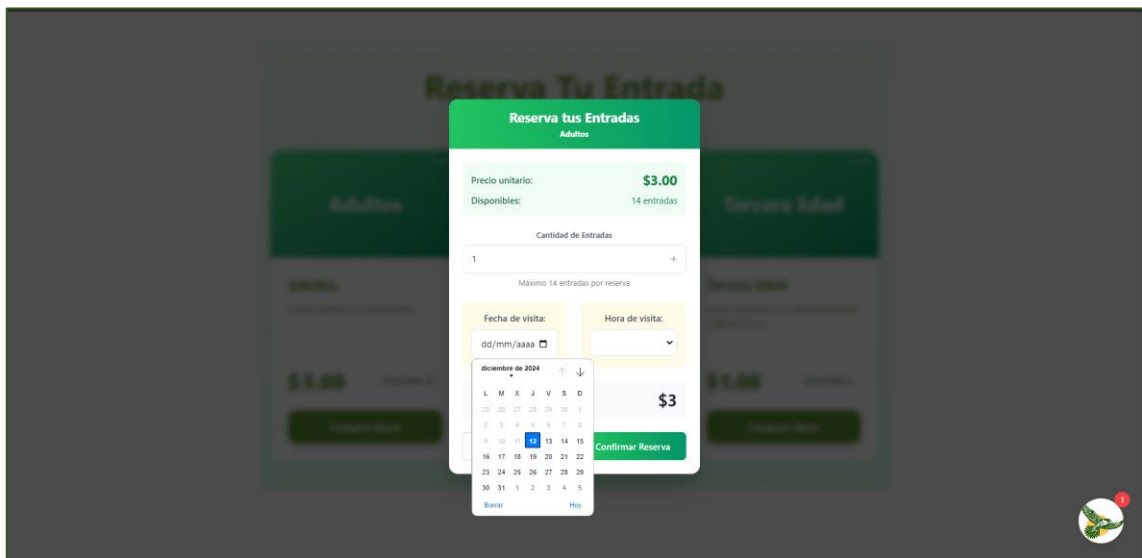 Reserva Tu Entrada
Reserva tus Entradas
Adultos
Adultos
Tercera Edad
Precio unitario: $3.00
Disponibles: 14 entradas
Cantidad de Entradas
1 +
Máximo 14 entradas por reserva
Adultos
Tercera Edad
Fecha de visita: Hora de visita:
dd/mm/aaaa
diciembre de 2024
L M X J V S D
25 26 27 28 29 30 1
2 3 4 5 6 7 8
9 10 11 12 13 14 15
16 17 18 19 20 21 22
23 24 25 26 27 28 29
30 31 1 2 3 4 5
Borrar Hoy
$3
Confirmar Reserva
$3.00
$1.00
Comprar ahora
Comprar ahora
1